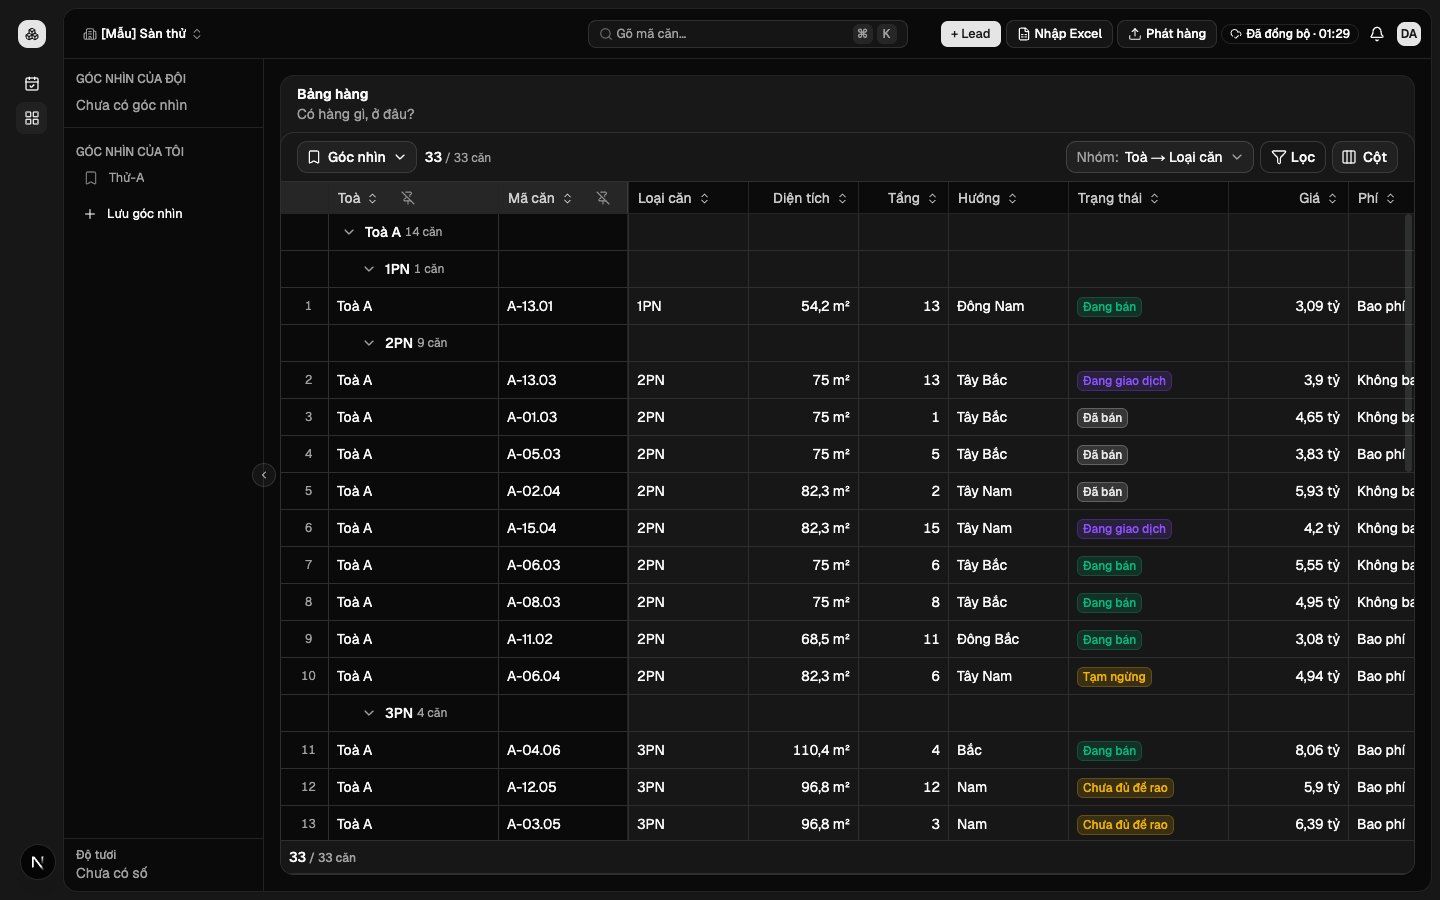 [Mẫu] Sàn thử
Gõ mã căn...
⌘ K
+ Lead
Nhập Excel
Phát hàng
Đã đồng bộ · 01:29
DA
GÓC NHÌN CỦA ĐỘI
Chưa có góc nhìn
GÓC NHÌN CỦA TÔI
Thử-A
Lưu góc nhìn
Độ tươi
Chưa có số
N
Bảng hàng
Có hàng gì, ở đâu?
Góc nhìn
33 / 33 căn
Nhóm: Toà → Loại căn
Lọc
Cột
Toà Mã căn Loại căn Diện tích Tầng Hướng Trạng thái Giá Phí
Toà A 14 căn
1PN 1 căn
1 Toà A A-13.01 1PN 54,2 m² 13 Đông Nam Đang bán 3,09 tỷ Bao phí
2PN 9 căn
2 Toà A A-13.03 2PN 75 m² 13 Tây Bắc Đang giao dịch 3,9 tỷ Không ba
3 Toà A A-01.03 2PN 75 m² 1 Tây Bắc Đã bán 4,65 tỷ Không ba
4 Toà A A-05.03 2PN 75 m² 5 Tây Bắc Đã bán 3,83 tỷ Bao phí
5 Toà A A-02.04 2PN 82,3 m² 2 Tây Nam Đã bán 5,93 tỷ Không ba
6 Toà A A-15.04 2PN 82,3 m² 15 Tây Nam Đang giao dịch 4,2 tỷ Không ba
7 Toà A A-06.03 2PN 75 m² 6 Tây Bắc Đang bán 5,55 tỷ Không ba
8 Toà A A-08.03 2PN 75 m² 8 Tây Bắc Đang bán 4,95 tỷ Không ba
9 Toà A A-11.02 2PN 68,5 m² 11 Đông Bắc Đang bán 3,08 tỷ Bao phí
10 Toà A A-06.04 2PN 82,3 m² 6 Tây Nam Tạm ngừng 4,94 tỷ Bao phí
3PN 4 căn
11 Toà A A-04.06 3PN 110,4 m² 4 Bắc Đang bán 8,06 tỷ Bao phí
12 Toà A A-12.05 3PN 96,8 m² 12 Nam Chưa đủ để rao 5,9 tỷ Bao phí
13 Toà A A-03.05 3PN 96,8 m² 3 Nam Chưa đủ để rao 6,39 tỷ Bao phí
33 / 33 căn